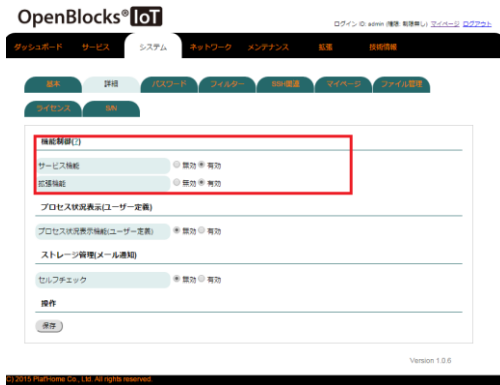 OpenBlocks® IoT
ログイン ID: admin (権限: 制限無し) マイページ ログアウト
ダッシュボード サービス システム ネットワーク メンテナンス 拡張 技術情報
基本 詳細 パスワード フィルター SSH関連 マイページ ファイル管理
ライセンス
機能制御(?)
サービス機能 無効 有効
拡張機能 無効 有効
プロセス状況表示(ユーザー定義)
プロセス状況表示機能(ユーザー定義) 無効 有効
ストレージ管理(メール通知)
セルフチェック 無効 有効
操作
保存
Version 1.0.6
(C) 2015 Plat'Home Co., Ltd. All rights reserved.